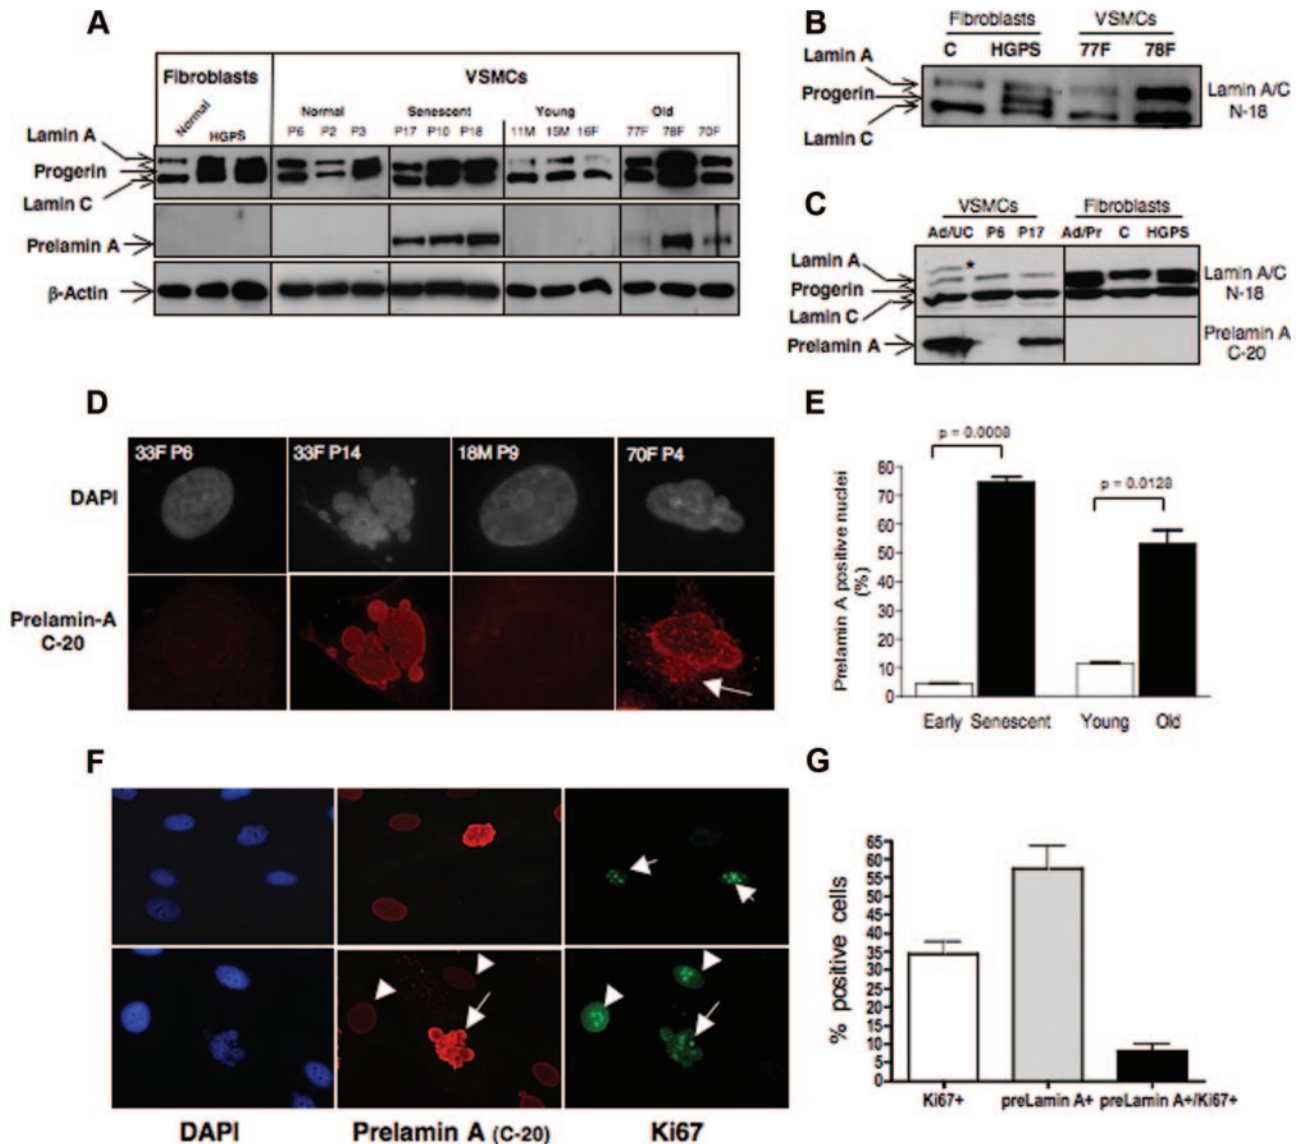 A
Fibroblasts VSMCs
Normal HGPS Normal Senescent Young Old
P6 P2 P3 P17 P10 P18 11M 15M 16F 77F 78F 70F
Lamin A
Progerin
Lamin C
Prelamin A
β-Actin
B
Fibroblasts VSMCs
C HGPS 77F 78F
Lamin A
Progerin
Lamin C
Lamin A/C
N-18
C
VSMCs Fibroblasts
Ad/UC P6 P17 Ad/Pr C HGPS
Lamin A *
Progerin
Lamin C
Prelamin A
Lamin A/C
N-18
Prelamin A
C-20
D
33F P6 33F P14 18M P9 70F P4
DAPI
Prelamin-A
C-20
E
p = 0.0008
p = 0.0128
Prelamin A positive nuclei
(%)
80
70
60
50
40
30
20
10
0
Early Senescent Young Old
F
DAPI Prelamin A (C-20) Ki67
G
% positive cells
65
60
55
50
45
40
35
30
25
20
15
10
5
0
Ki67+ preLamin A+ preLamin A+/Ki67+